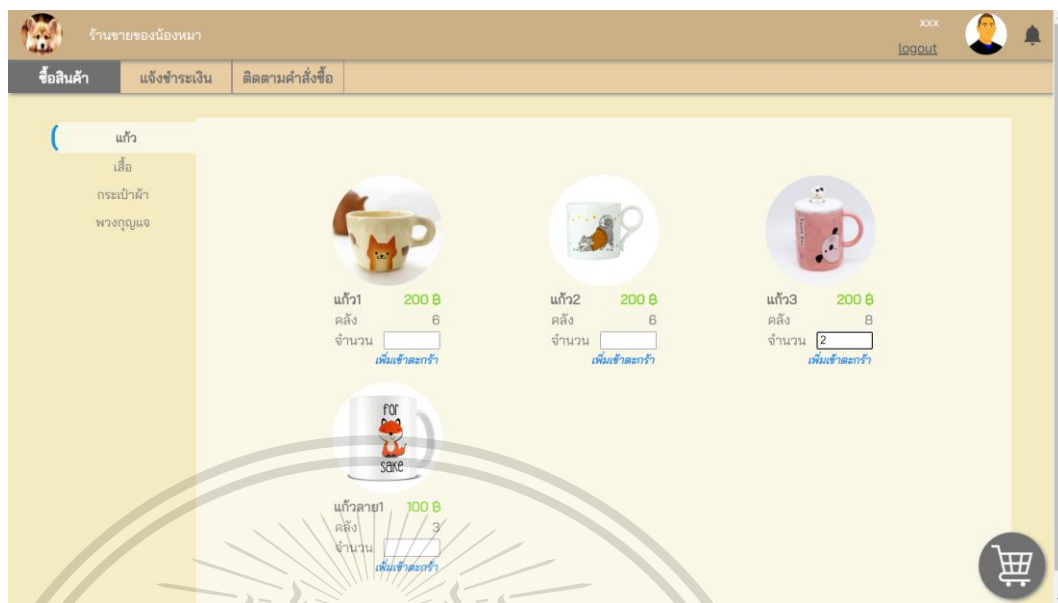 ร้านขายของน้องหมา
xxx
logout
ซื้อสินค้า แจ้งชำระเงิน ติดตามคำสั่งซื้อ
แก้ว
เสื้อ
กระเป๋าผ้า
พวงกุญแจ
แก้ว1 200 ฿
คลัง 6
จำนวน
เพิ่มเข้าตะกร้า
แก้ว2 200 ฿
คลัง 6
จำนวน
เพิ่มเข้าตะกร้า
แก้ว3 200 ฿
คลัง 8
จำนวน 2
เพิ่มเข้าตะกร้า
for
sake
แก้วลาย1 100 ฿
คลัง 3
จำนวน
เพิ่มเข้าตะกร้า